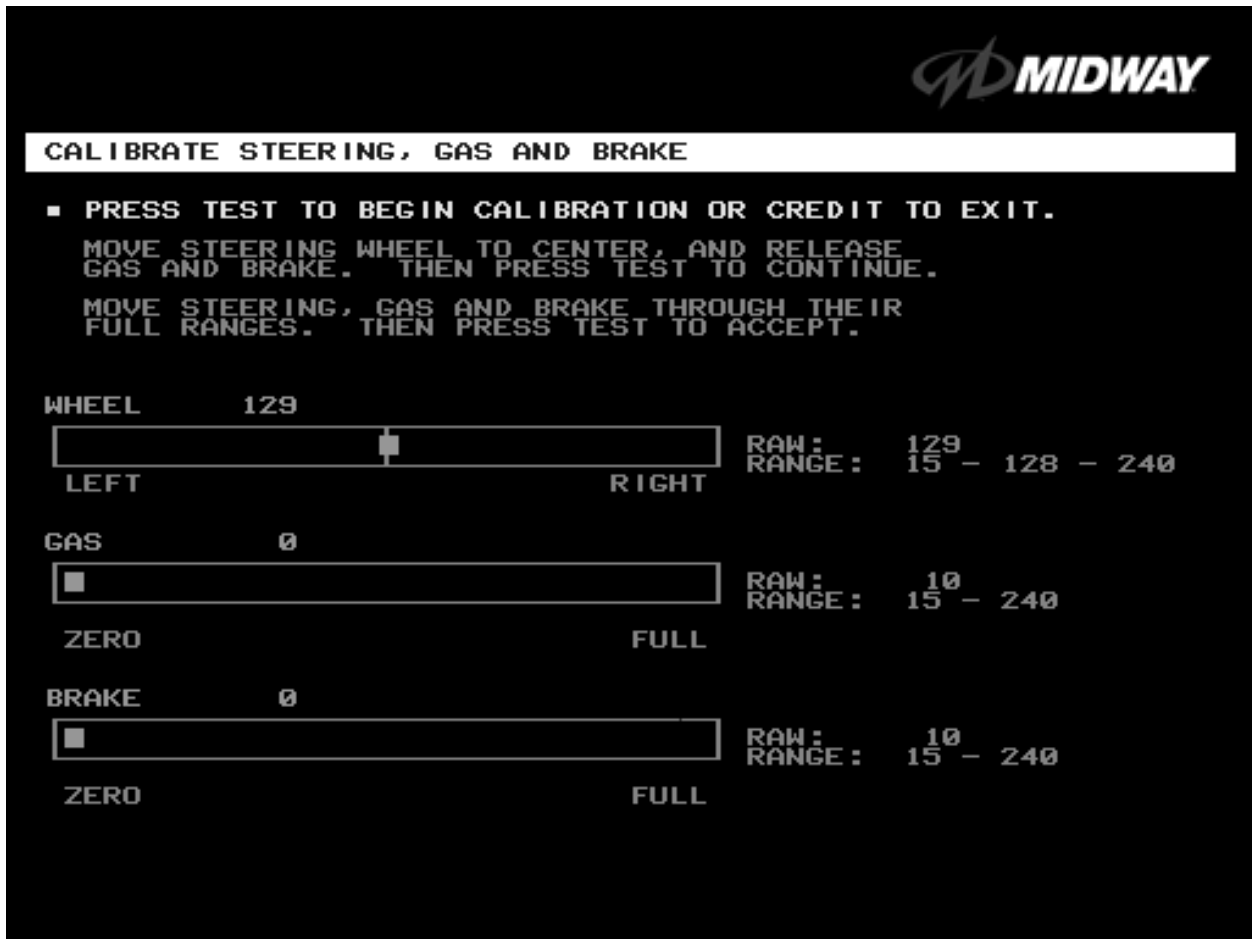 MIDWAY
CALIBRATE STEERING, GAS AND BRAKE
PRESS TEST TO BEGIN CALIBRATION OR CREDIT TO EXIT.
MOVE STEERING WHEEL TO CENTER, AND RELEASE
GAS AND BRAKE. THEN PRESS TEST TO CONTINUE.
MOVE STEERING, GAS AND BRAKE THROUGH THEIR
FULL RANGES. THEN PRESS TEST TO ACCEPT.
WHEEL 129
RAW: 129
RANGE: 15 - 128 - 240
LEFT RIGHT
GAS 0
RAW: 10
RANGE: 15 - 240
ZERO FULL
BRAKE 0
RAW: 10
RANGE: 15 - 240
ZERO FULL